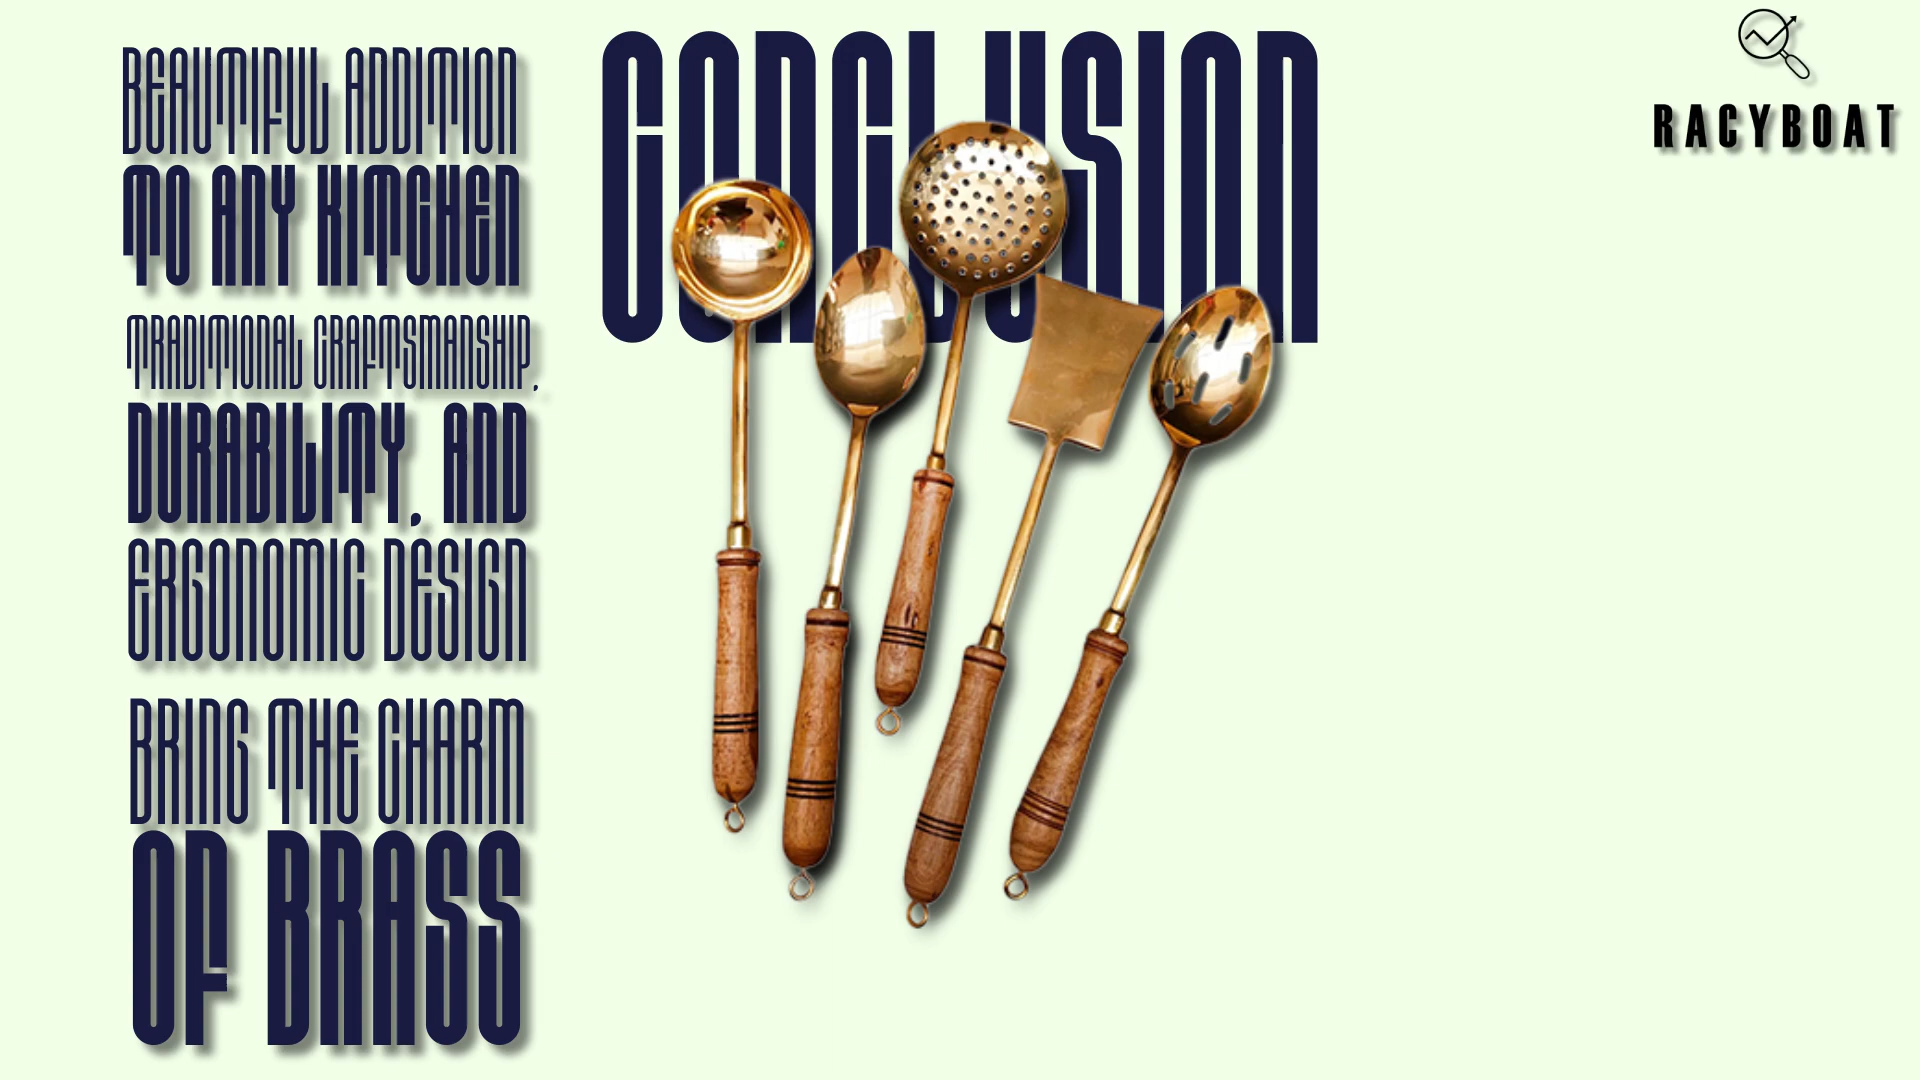 CONCLUSION
RACYBOAT
BEAUTIFUL ADDITION
TO ANY KITCHEN
TRADITIONAL CRAFTSMANSHIP,
DURABILITY, AND
ERGONOMIC DESIGN
BRING THE CHARM
OF BRASS